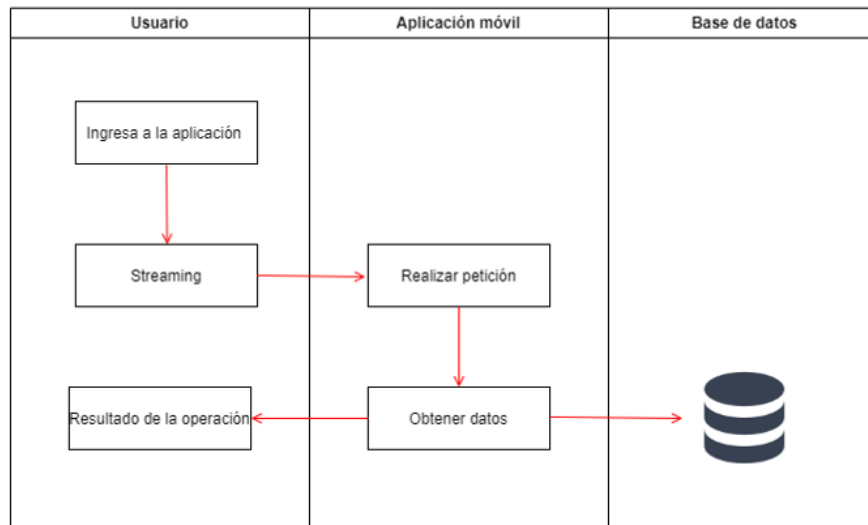 Usuario
Aplicación móvil
Base de datos
Ingresa a la aplicación
Streaming
Realizar petición
Resultado de la operación
Obtener datos